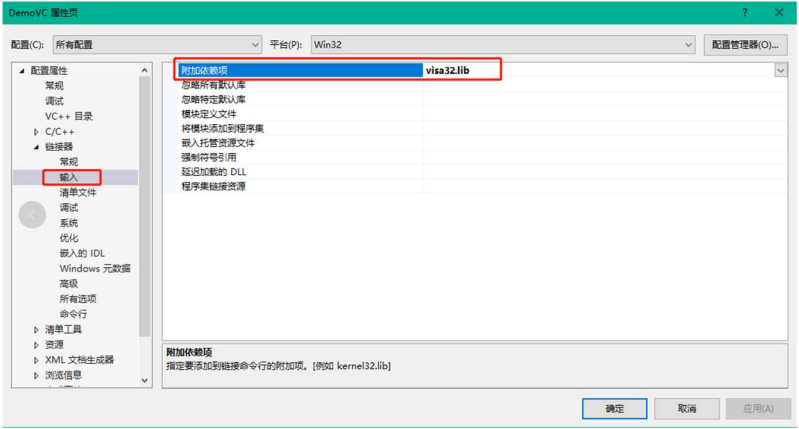 DemoVC 属性页
配置(C): 所有配置 平台(P): Win32 配置管理器(O)...
配置属性
常规
调试
VC++ 目录
C/C++
链接器
常规
输入
清单文件
调试
系统
优化
嵌入的 IDL
Windows 元数据
高级
所有选项
命令行
清单工具
资源
XML 文档生成器
浏览信息
附加依赖项 visa32.lib
忽略所有默认库
忽略特定默认库
模块定义文件
将模块添加到程序集
嵌入托管资源文件
强制符号引用
延迟加载的 DLL
程序集链接资源
附加依赖项
指定要添加到链接命令行的附加项。[例如 kernel32.lib]
确定 取消 应用(A)